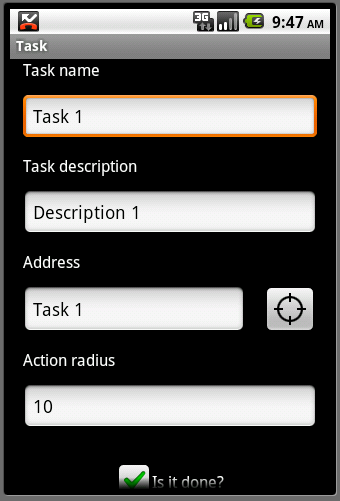 3G 9:47 AM
Task
Task name
Task 1
Task description
Description 1
Address
Task 1
Action radius
10
Is it done?